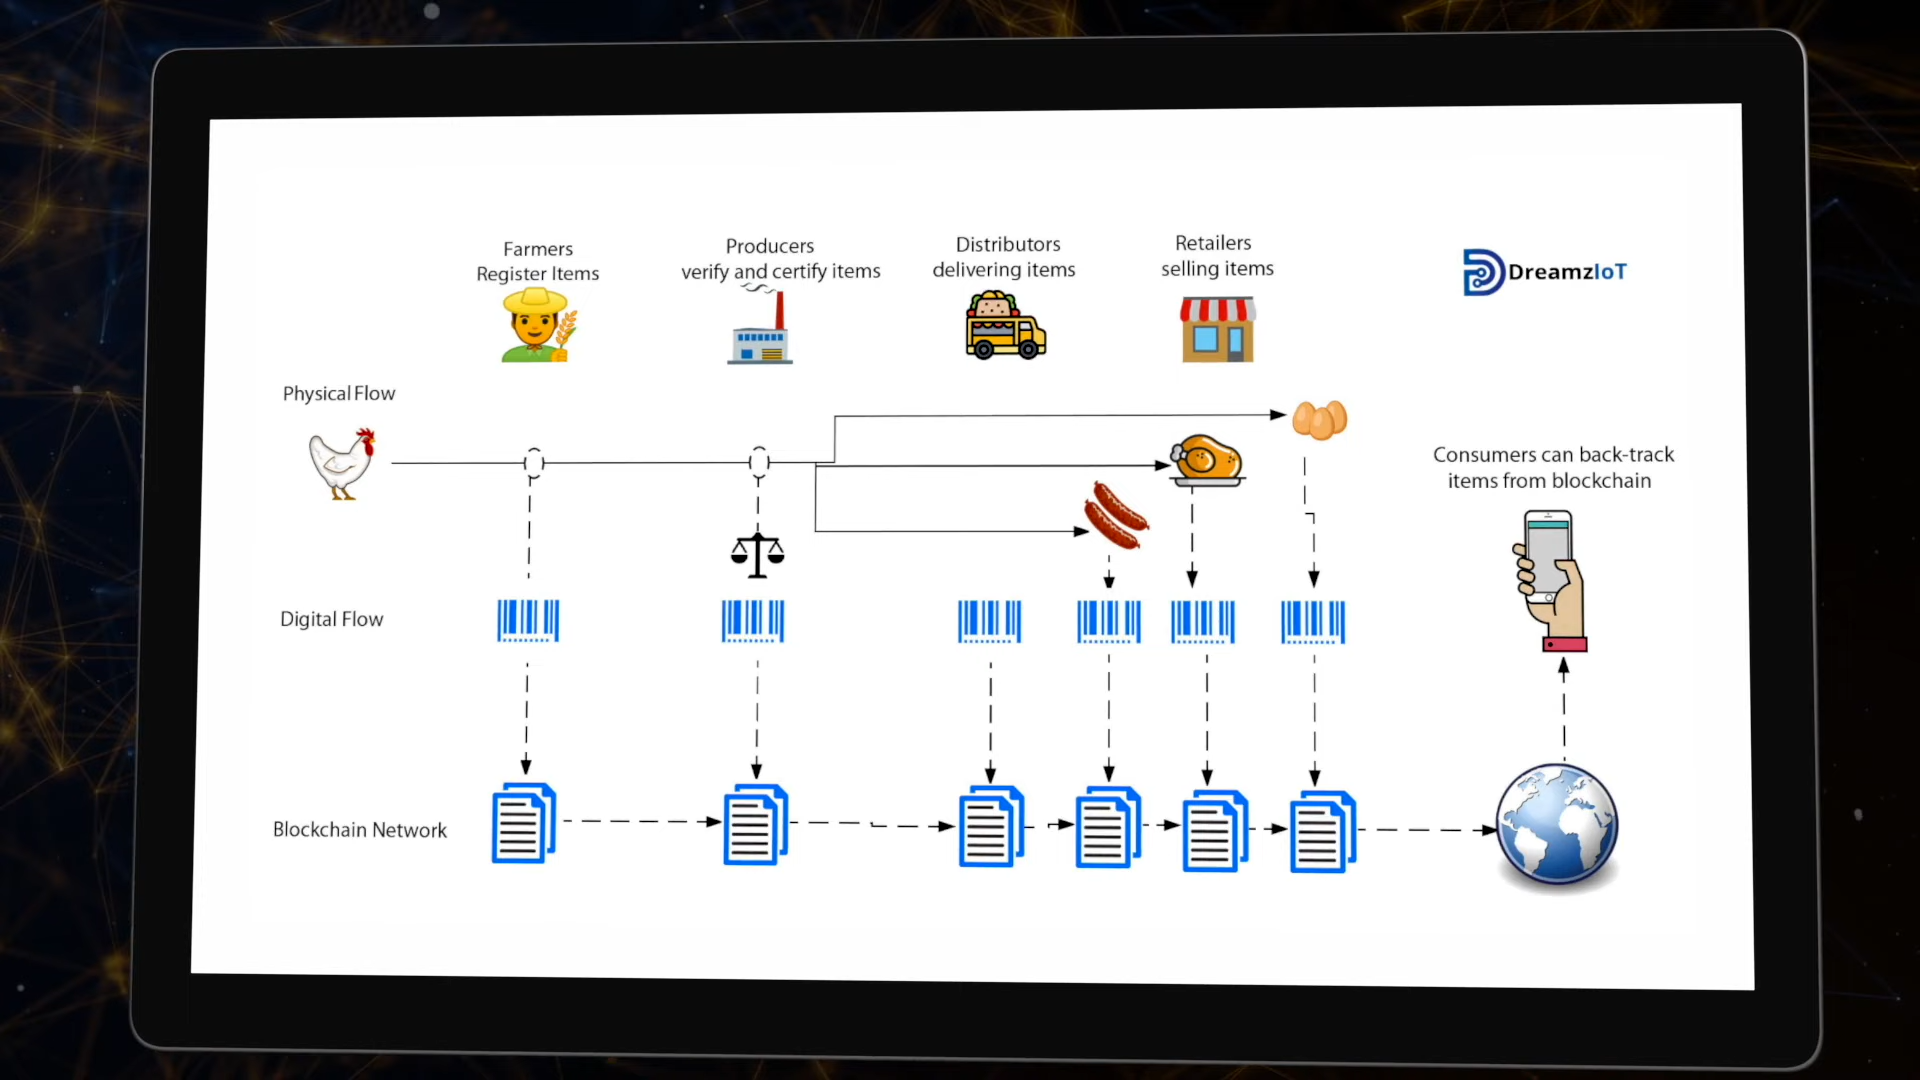 Farmers
Register Items
Producers
verify and certify items
Distributors
delivering items
Retailers
selling items
DreamzIoT
Physical Flow
Consumers can back-track
items from blockchain
Digital Flow
Blockchain Network